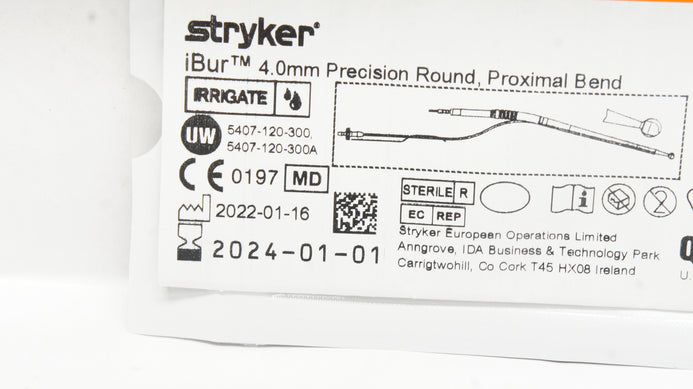 stryker®
iBur™ 4.0mm Precision Round, Proximal Bend
IRRIGATE
UW 5407-120-300,
5407-120-300A
CE 0197 MD
2022-01-16
2024-01-01
STERILE R
EC REP
Stryker European Operations Limited
Anngrove, IDA Business & Technology Park
Carrigtwohill, Co Cork T45 HX08 Ireland
i
2
U.